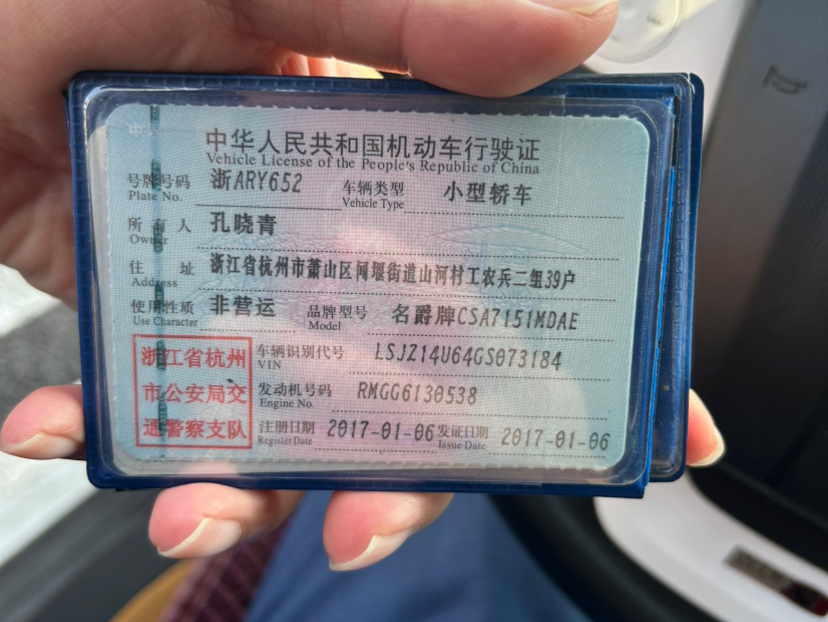 中华人民共和国机动车行驶证
Vehicle License of the People's Republic of China
号牌号码 浙ARY652 车辆类型 小型轿车
Plate No. Vehicle Type
所有人 孔晓青
Owner
住址 浙江省杭州市萧山区闻堰街道山河村工农兵二组39户
Address
使用性质 非营运 品牌型号 名爵牌CSA7151MDAE
Use Character Model
浙江省杭州 车辆识别代号 LSJZ14U64GS073184
VIN
市公安局交 发动机号码 RMGG6130538
Engine No.
通警察支队 注册日期 2017-01-06 发证日期 2017-01-06
Register Date Issue Date